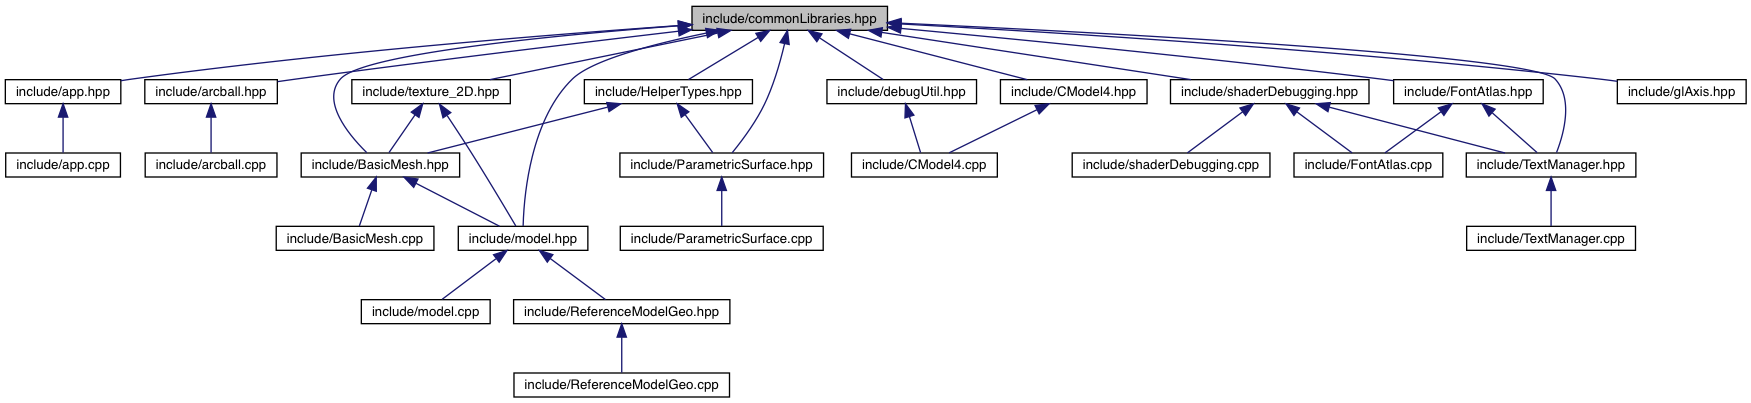 include/commonLibraries.hpp
include/app.hpp
include/arcball.hpp
include/texture_2D.hpp
include/HelperTypes.hpp
include/debugUtil.hpp
include/CModel4.hpp
include/shaderDebugging.hpp
include/FontAtlas.hpp
include/glAxis.hpp
include/app.cpp
include/arcball.cpp
include/BasicMesh.hpp
include/ParametricSurface.hpp
include/CModel4.cpp
include/shaderDebugging.cpp
include/FontAtlas.cpp
include/TextManager.hpp
include/BasicMesh.cpp
include/model.hpp
include/ParametricSurface.cpp
include/TextManager.cpp
include/model.cpp
include/ReferenceModelGeo.hpp
include/ReferenceModelGeo.cpp